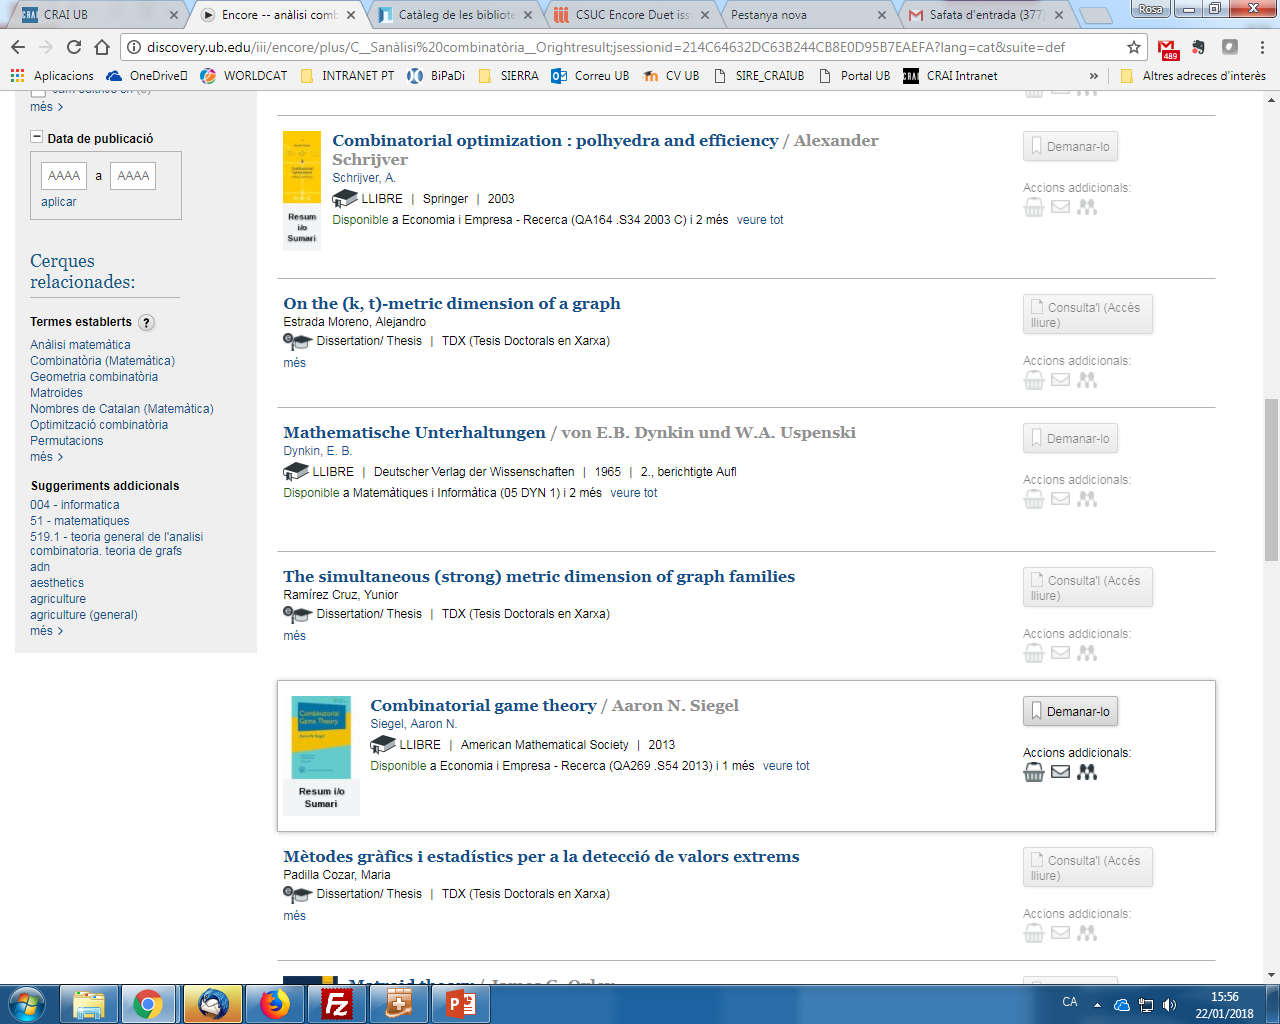 CRAI UB
Encore -- anàlisi comb
Catàleg de les bibliote
CSUC Encore Duet iss
Pestanya nova
Safata d'entrada (377)
Rosa
discovery.ub.edu/iii/encore/plus/C__Sanàlisi%20combinatòria__Orightresult;jsessionid=214C64632DC63B244CB8E0D95B7EAEFA?lang=cat&suite=def
489
Aplicacions
OneDrive
WORLDCAT
INTRANET PT
BiPaDi
SIERRA
Correu UB
CV UB
SIRE_CRAIUB
Portal UB
CRAI
CRAI Intranet
»
Altres adreces d'interès
més >
Data de publicació
AAAA a AAAA
aplicar
Cerques
relacionades:
Termes establerts ?
Anàlisi matemàtica
Combinatòria (Matemàtica)
Geometria combinatòria
Matroides
Nombres de Catalan (Matemàtica)
Optimització combinatòria
Permutacions
més >
Suggeriments addicionals
004 - informatica
51 - matematiques
519.1 - teoria general de l'analisi
combinatoria. teoria de grafs
adn
aesthetics
agriculture
agriculture (general)
més >
Combinatorial optimization : polhyedra and efficiency / Alexander
Schrijver
Schrijver, A.
LLIBRE | Springer | 2003
Disponible a Economia i Empresa - Recerca (QA164 .S34 2003 C) i 2 més veure tot
Resum
i/o
Sumari
Demanar-lo
Accions addicionals:
On the (k, t)-metric dimension of a graph
Estrada Moreno, Alejandro
Dissertation/ Thesis | TDX (Tesis Doctorals en Xarxa)
més
Consulta'l (Accés
lliure)
Accions addicionals:
Mathematische Unterhaltungen / von E.B. Dynkin und W.A. Uspenski
Dynkin, E. B.
LLIBRE | Deutscher Verlag der Wissenschaften | 1965 | 2., berichtigte Aufl
Disponible a Matemàtiques i Informàtica (05 DYN 1) i 2 més veure tot
Demanar-lo
Accions addicionals:
The simultaneous (strong) metric dimension of graph families
Ramírez Cruz, Yunior
Dissertation/ Thesis | TDX (Tesis Doctorals en Xarxa)
més
Consulta'l (Accés
lliure)
Accions addicionals:
Combinatorial
Game Theory
Resum i/o
Sumari
Combinatorial game theory / Aaron N. Siegel
Siegel, Aaron N.
LLIBRE | American Mathematical Society | 2013
Disponible a Economia i Empresa - Recerca (QA269 .S54 2013) i 1 més veure tot
Demanar-lo
Accions addicionals:
Mètodes gràfics i estadístics per a la detecció de valors extrems
Padilla Cozar, Maria
Dissertation/ Thesis | TDX (Tesis Doctorals en Xarxa)
més
Consulta'l (Accés
lliure)
Accions addicionals:
Matroid theory / James G. Oxley
CA
15:56
22/01/2018